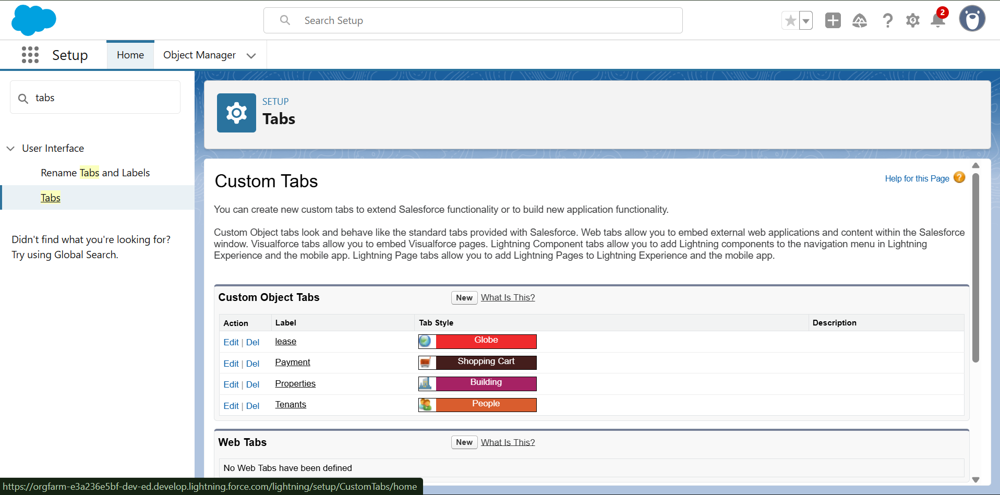 Search Setup
2
Setup
Home
Object Manager
tabs
User Interface
Rename Tabs and Labels
Tabs
Didn't find what you're looking for?
Try using Global Search.
SETUP
Tabs
Custom Tabs
Help for this Page
You can create new custom tabs to extend Salesforce functionality or to build new application functionality.
Custom Object tabs look and behave like the standard tabs provided with Salesforce. Web tabs allow you to embed external web applications and content within the Salesforce
window. Visualforce tabs allow you to embed Visualforce pages. Lightning Component tabs allow you to add Lightning components to the navigation menu in Lightning
Experience and the mobile app. Lightning Page tabs allow you to add Lightning Pages to Lightning Experience and the mobile app.
Custom Object Tabs New What Is This?
Action Label Tab Style Description
Edit | Del lease Globe
Edit | Del Payment Shopping Cart
Edit | Del Properties Building
Edit | Del Tenants People
Web Tabs New What Is This?
No Web Tabs have been defined
https://orgfarm-e3a236e5bf-dev-ed.develop.lightning.force.com/lightning/setup/CustomTabs/home